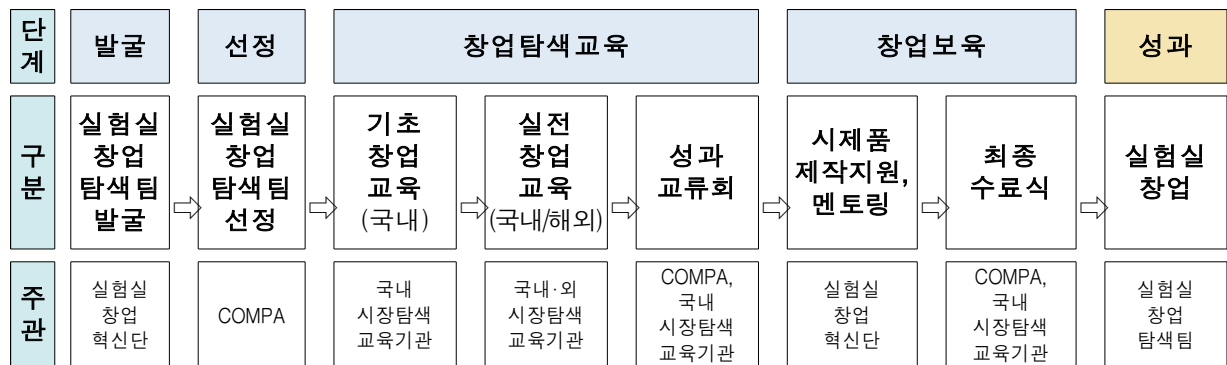 단계
발굴
선정
창업탐색교육
창업보육
성과
구분
실험실
창업
탐색팀
발굴
실험실
창업
탐색팀
선정
기초
창업
교육
(국내)
실전
창업
교육
(국내/해외)
성과
교류회
시제품
제작지원,
멘토링
최종
수료식
실험실
창업
주관
실험실
창업
혁신단
COMPA
국내
시장탐색
교육기관
국내·외
시장탐색
교육기관
COMPA,
국내
시장탐색
교육기관
실험실
창업
혁신단
COMPA,
국내
시장탐색
교육기관
실험실
창업
탐색팀